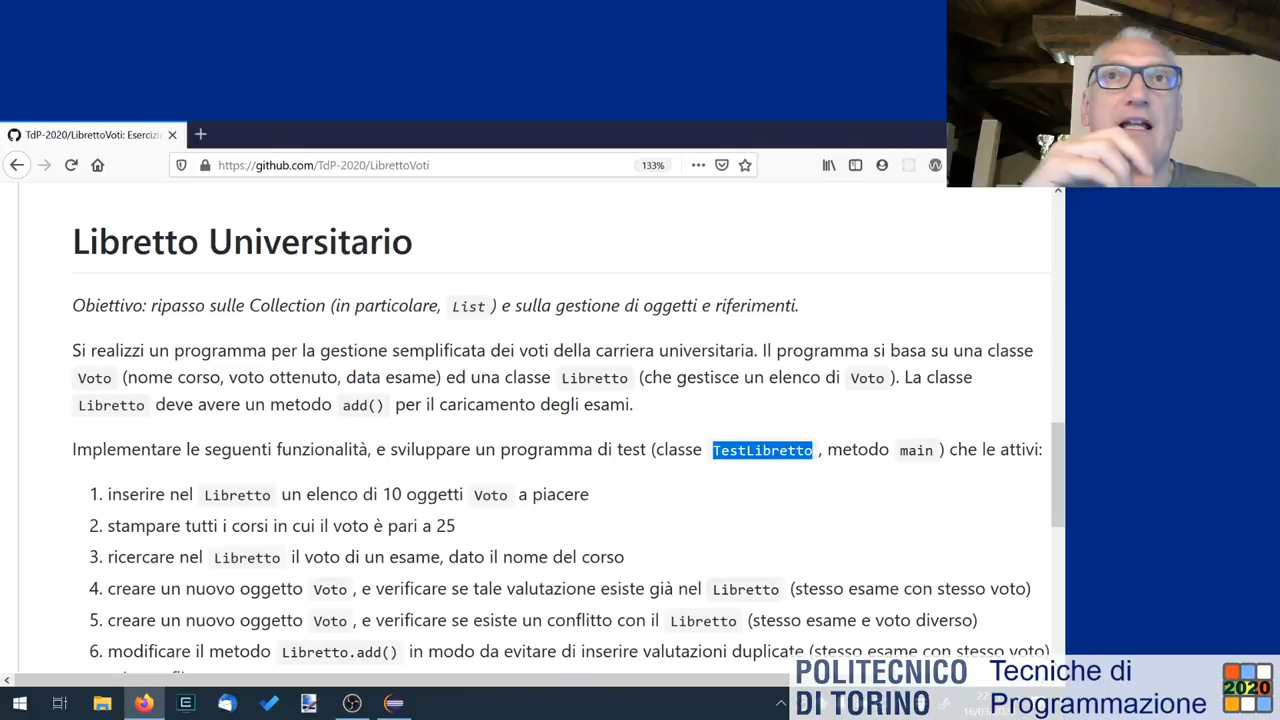 TdP-2020/LibrettoVoti: Eserciz
https://github.com/TdP-2020/LibrettoVoti
133%
Libretto Universitario
Obiettivo: ripasso sulle Collection (in particolare, List ) e sulla gestione di oggetti e riferimenti.
Si realizzi un programma per la gestione semplificata dei voti della carriera universitaria. Il programma si basa su una classe
Voto (nome corso, voto ottenuto, data esame) ed una classe Libretto (che gestisce un elenco di Voto ). La classe
Libretto deve avere un metodo add() per il caricamento degli esami.
Implementare le seguenti funzionalità, e sviluppare un programma di test (classe TestLibretto , metodo main ) che le attivi:
1. inserire nel Libretto un elenco di 10 oggetti Voto a piacere
2. stampare tutti i corsi in cui il voto è pari a 25
3. ricercare nel Libretto il voto di un esame, dato il nome del corso
4. creare un nuovo oggetto Voto , e verificare se tale valutazione esiste già nel Libretto (stesso esame con stesso voto)
5. creare un nuovo oggetto Voto , e verificare se esiste un conflitto con il Libretto (stesso esame e voto diverso)
6. modificare il metodo Libretto.add() in modo da evitare di inserire valutazioni duplicate (stesso esame con stesso voto)
POLITECNICO
DI TORINO
Tecniche di
Programmazione
2020